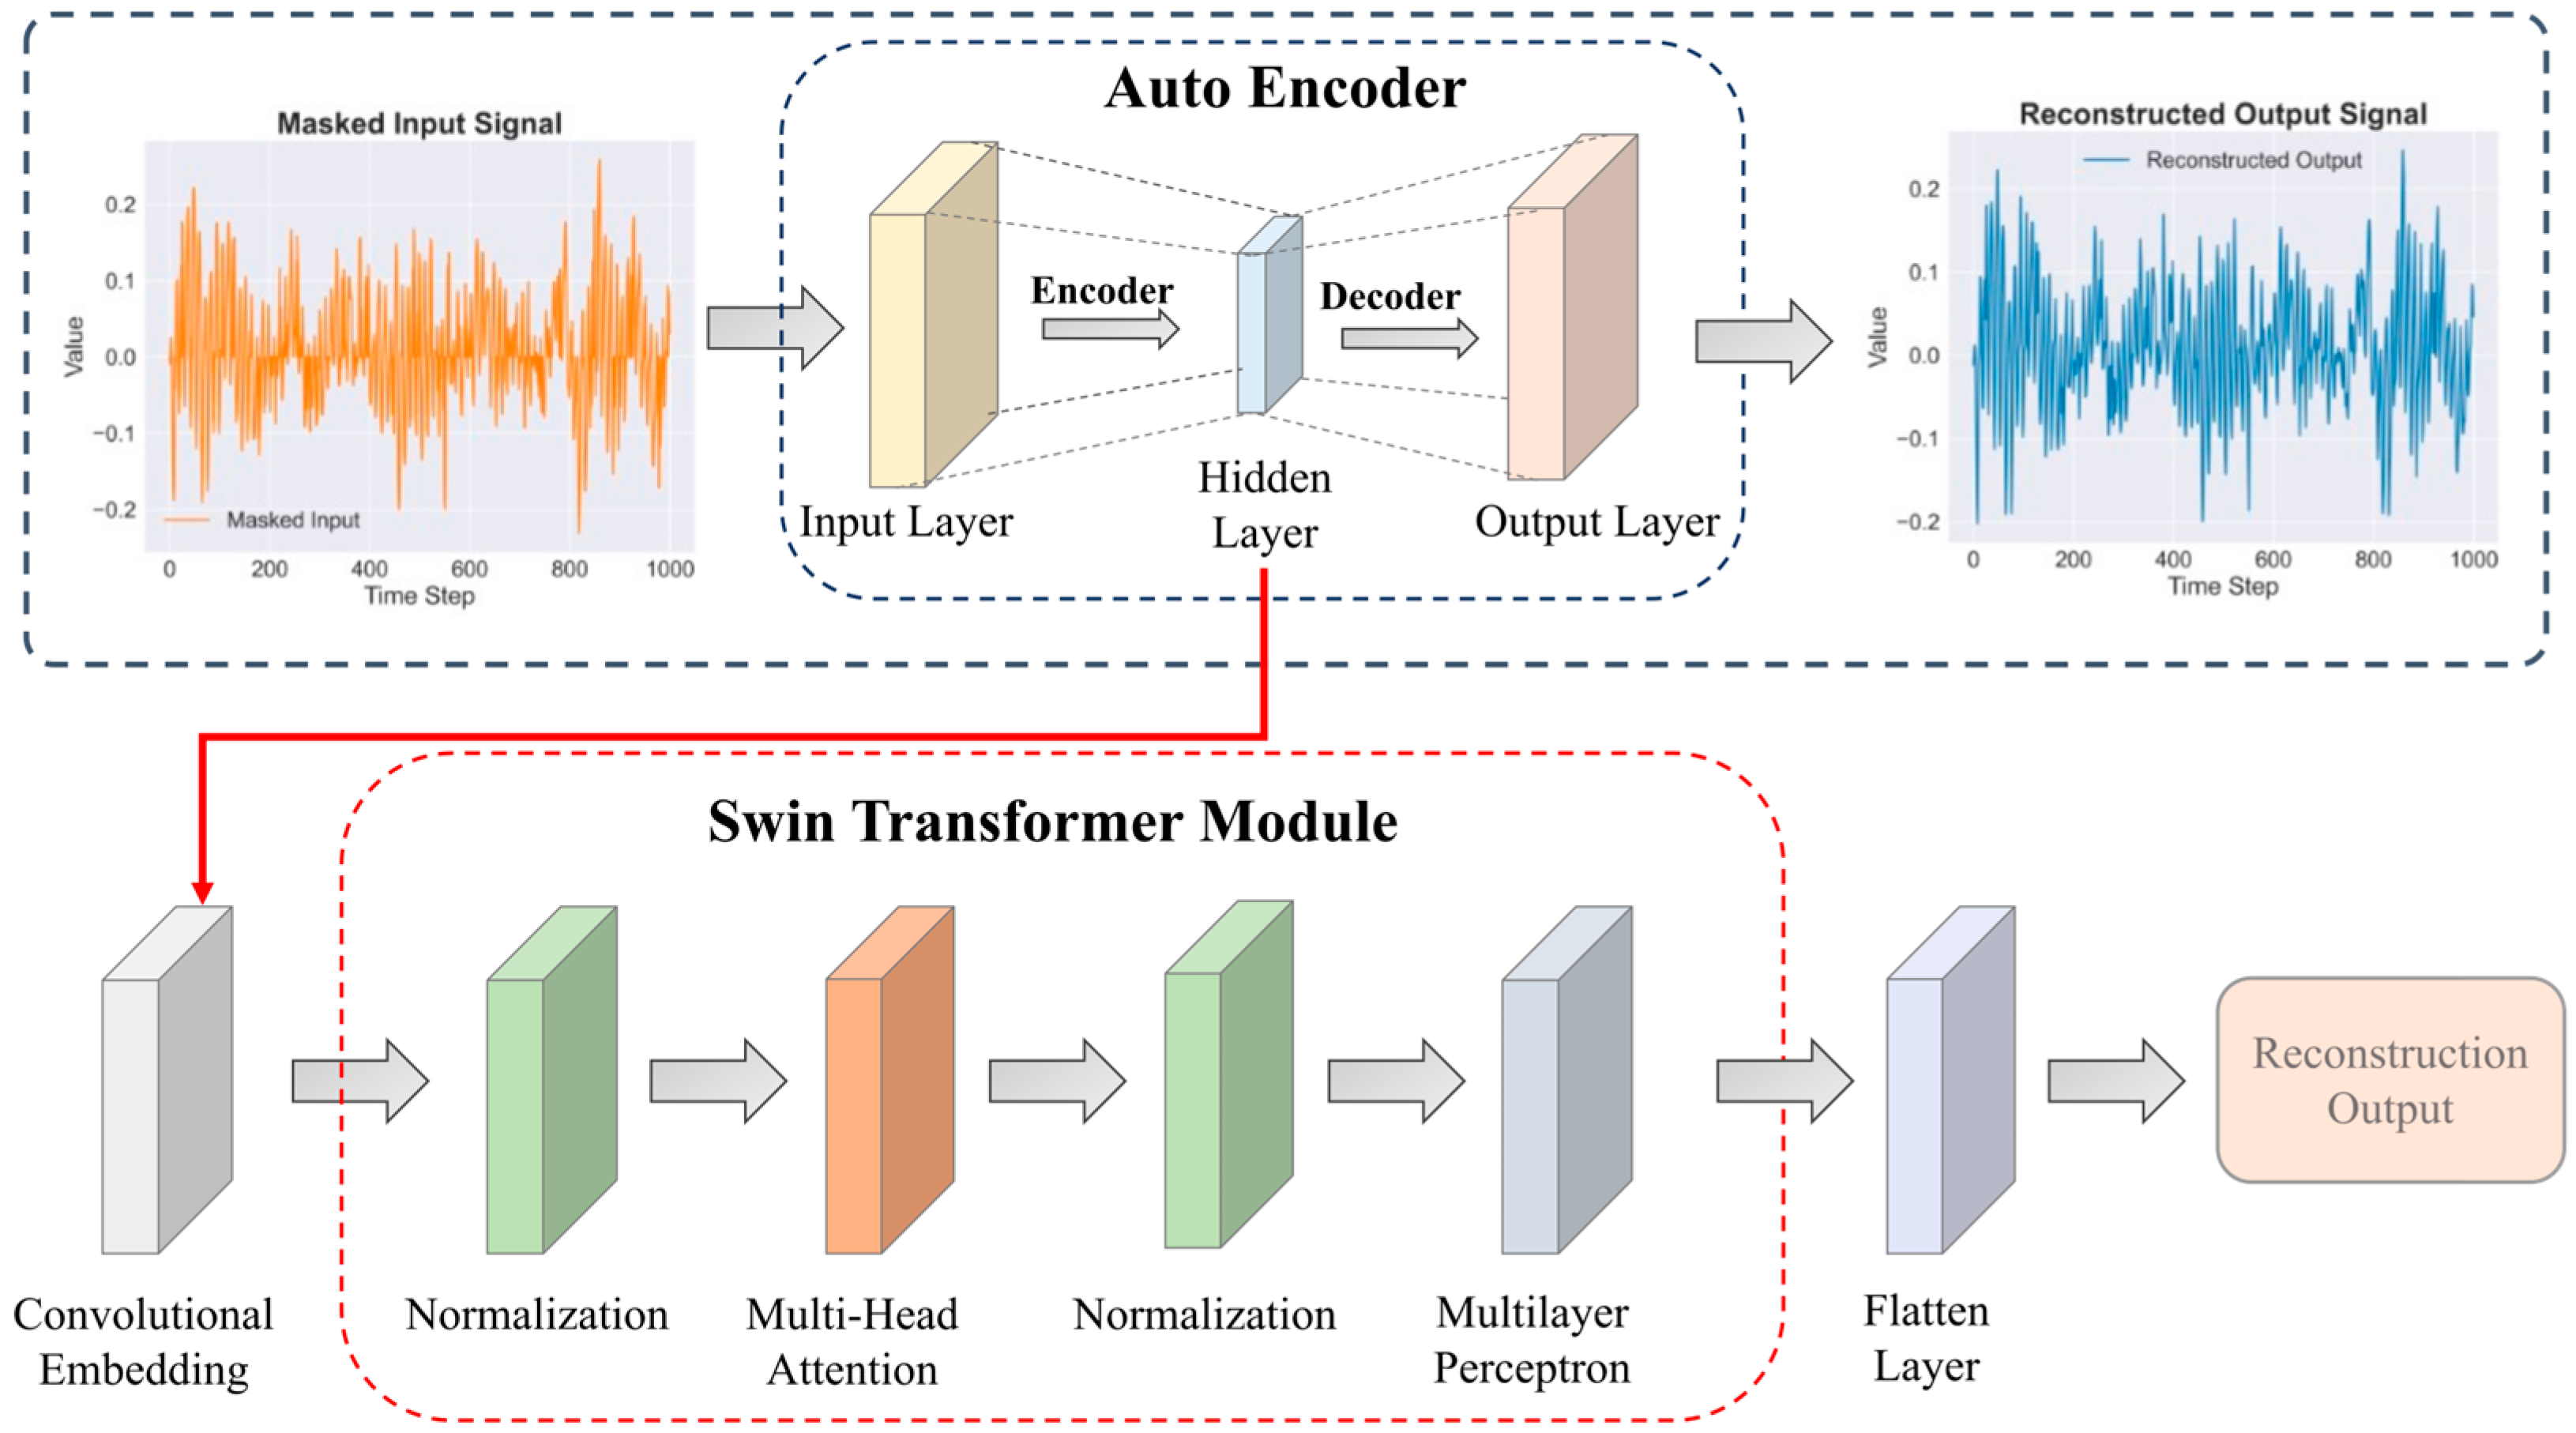 Auto Encoder
Masked Input Signal
Value
0.2
0.1
0.0
−0.1
−0.2
Masked Input
0 200 400 600 800 1000
Time Step
Encoder
Decoder
Input Layer
Hidden
Layer
Output Layer
Reconstructed Output Signal
Reconstructed Output
Value
0.2
0.1
0.0
−0.1
−0.2
0 200 400 600 800 1000
Time Step
Swin Transformer Module
Convolutional
Embedding
Normalization
Multi-Head
Attention
Normalization
Multilayer
Perceptron
Flatten
Layer
Reconstruction
Output